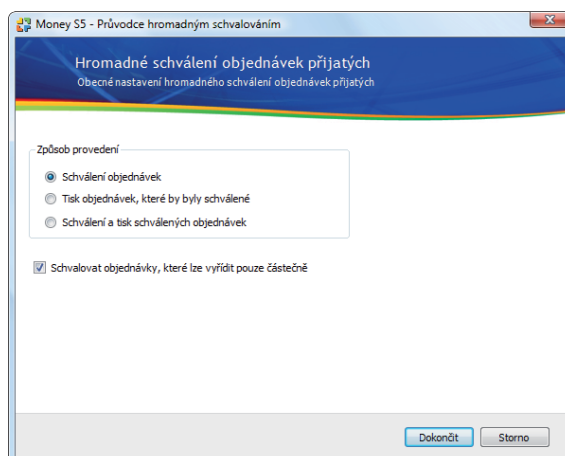 Money S5 - Průvodce hromadným schvalováním
Hromadné schválení objednávek přijatých
Obecné nastavení hromadného schválení objednávek přijatých
Způsob provedení
Schválení objednávek
Tisk objednávek, které by byly schválené
Schválení a tisk schválených objednávek
Schvalovat objednávky, které lze vyřídit pouze částečně
Dokončit Storno